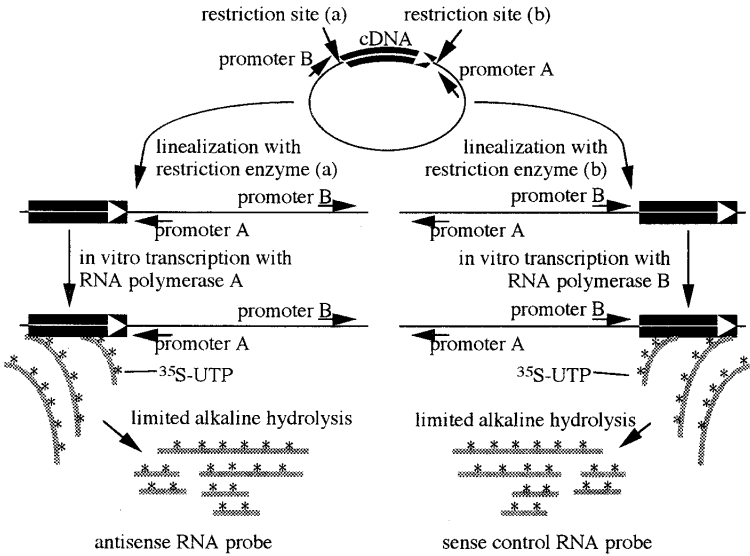 restriction site (a)
restriction site (b)
cDNA
promoter B
promoter A
linealization with
restriction enzyme (a)
linealization with
restriction enzyme (b)
promoter B
promoter A
promoter B
promoter A
in vitro transcription with
RNA polymerase A
in vitro transcription with
RNA polymerase B
promoter B
promoter A
promoter B
promoter A
³⁵S-UTP
³⁵S-UTP
limited alkaline hydrolysis
limited alkaline hydrolysis
antisense RNA probe
sense control RNA probe